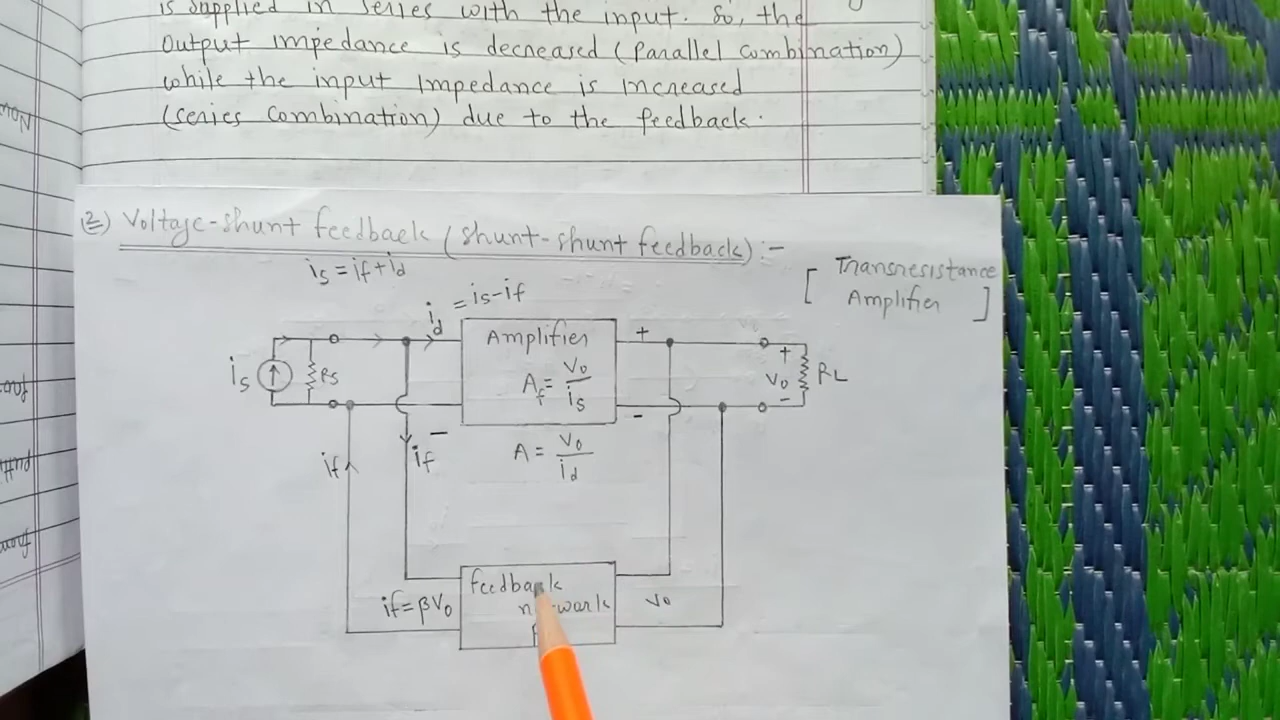 is supplied in series with the input. So, the
output impedance is decreased (parallel combination)
while the input impedance is increased
(series combination) due to the feedback.
2) Voltage-shunt feedback (shunt-shunt feedback):-
[ Transresistance
Amplifier ]
is = if + id
id = is - if
Amplifier
Af = Vo/is
A = Vo/id
is
Rs
+
-
+
Vo
-
RL
if
if
-
feedback
if = βVo
Vo